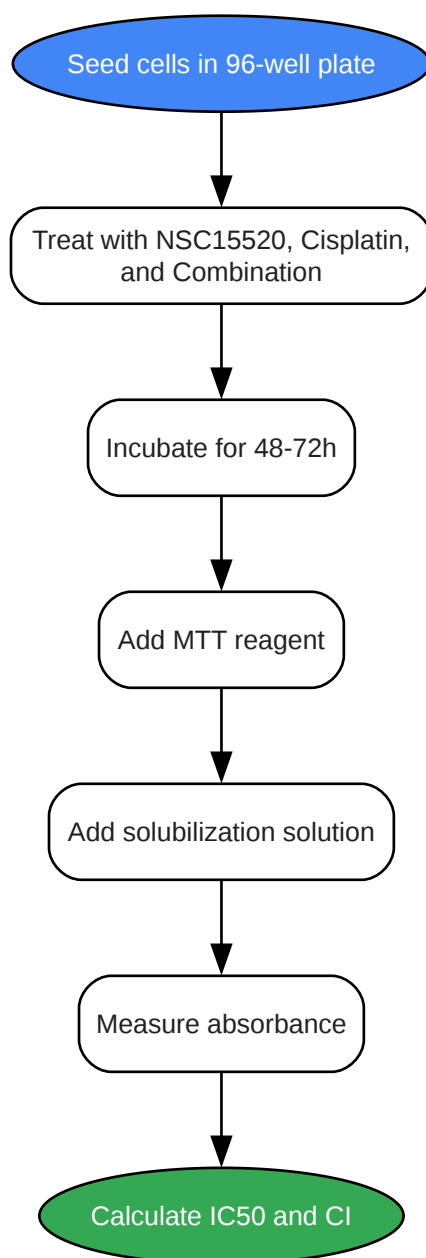 Seed cells in 96-well plate
Treat with NSC15520, Cisplatin,
and Combination
Incubate for 48-72h
Add MTT reagent
Add solubilization solution
Measure absorbance
Calculate IC50 and CI